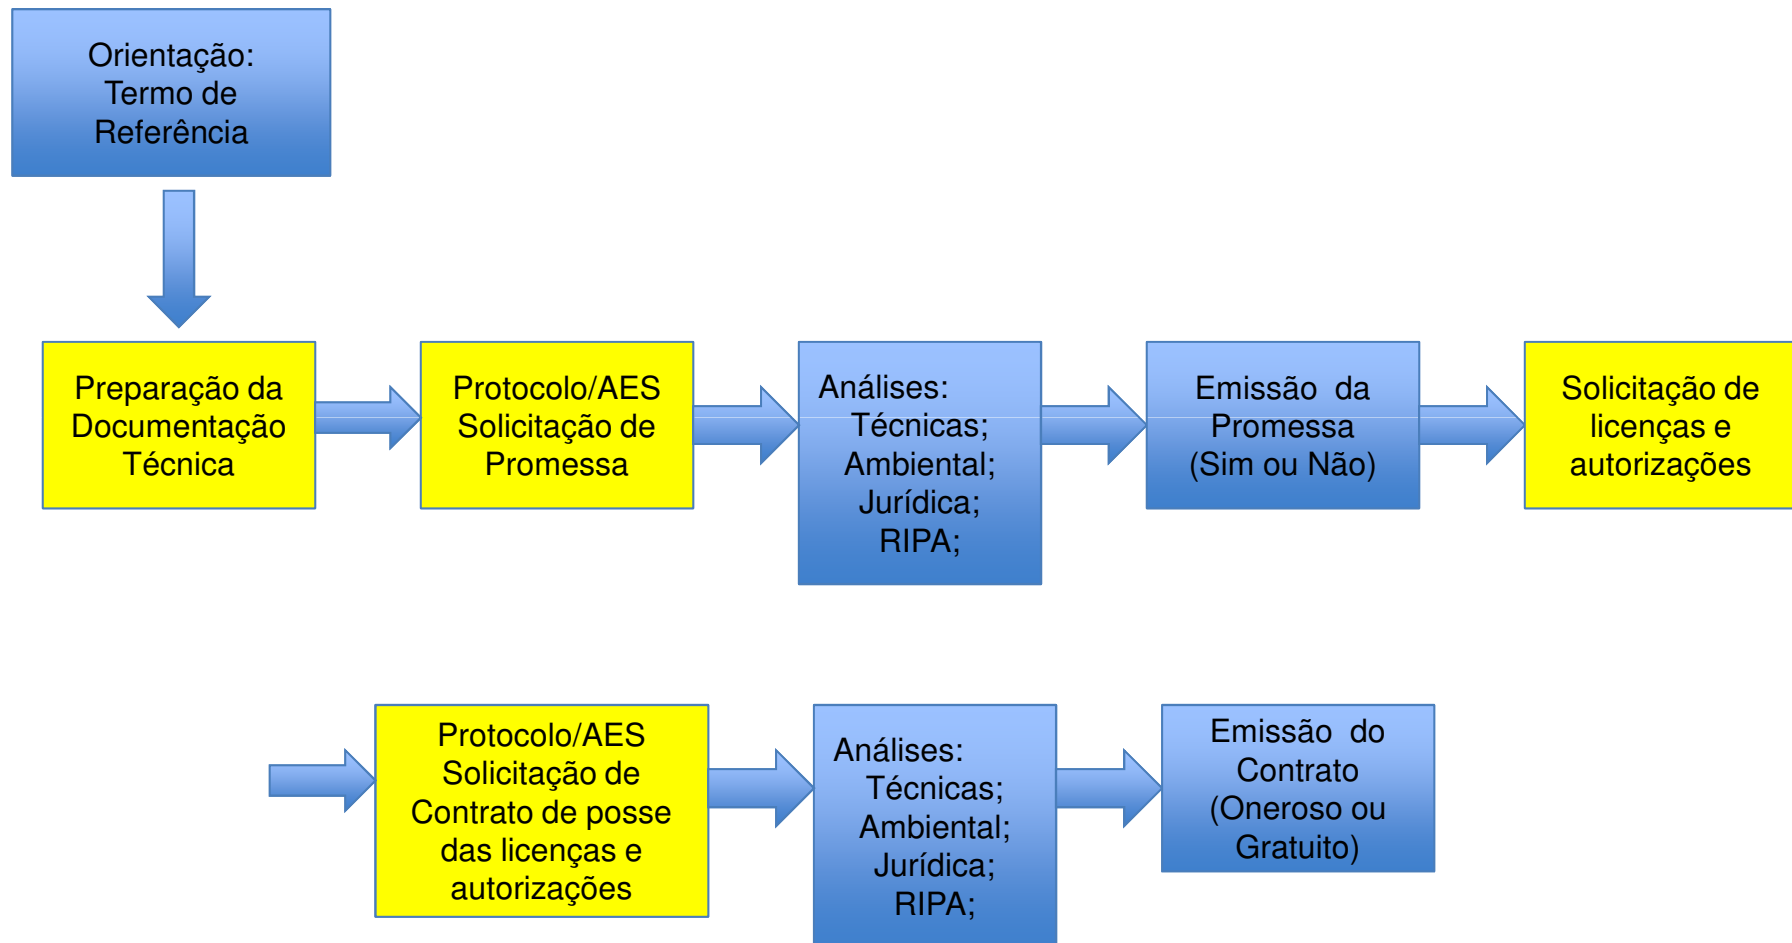 Orientação:
Termo de
Referência
Preparação da
Documentação
Técnica
Protocolo/AES
Solicitação de
Promessa
Análises:
Técnicas;
Ambiental;
Jurídica;
RIPA;
Emissão da
Promessa
(Sim ou Não)
Solicitação de
licenças e
autorizações
Protocolo/AES
Solicitação de
Contrato de posse
das licenças e
autorizações
Análises:
Técnicas;
Ambiental;
Jurídica;
RIPA;
Emissão do
Contrato
(Oneroso ou
Gratuito)